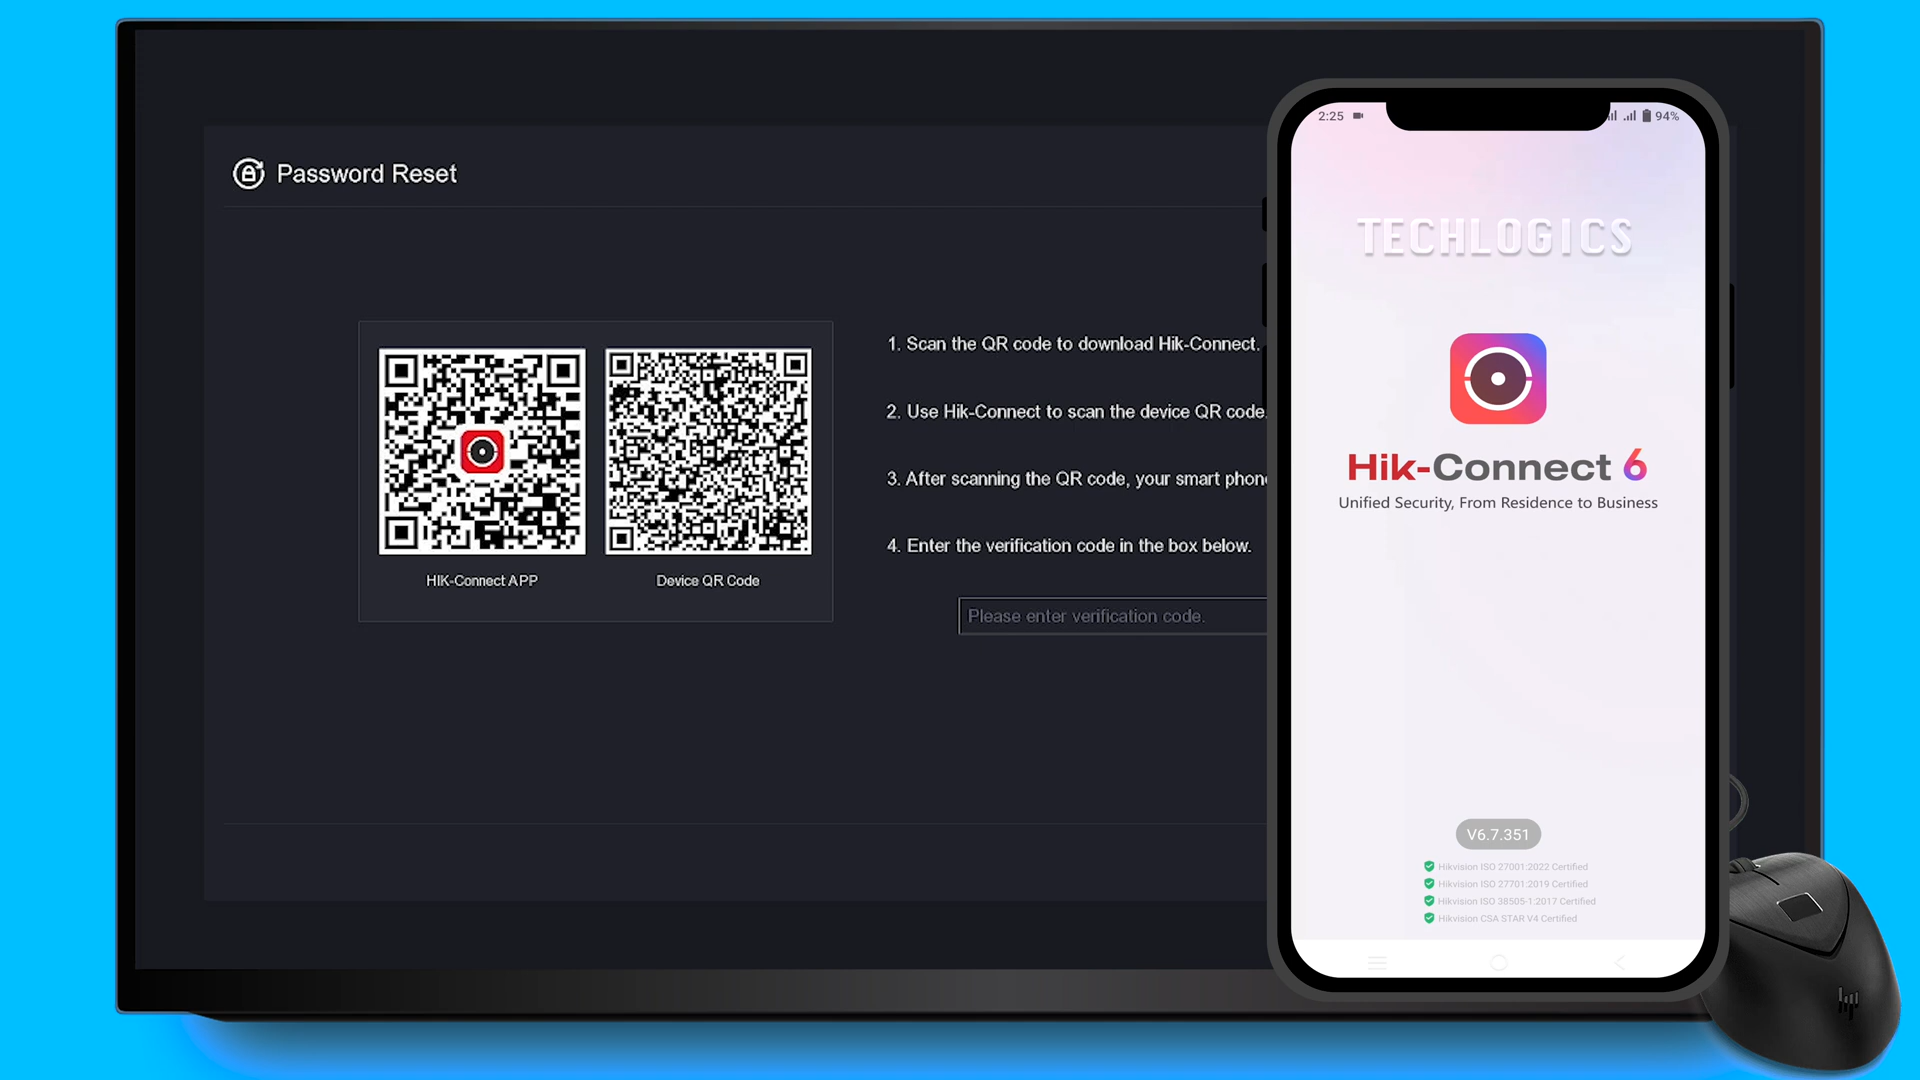 Password Reset
HIK-Connect APP
Device QR Code
1. Scan the QR code to download Hik-Connect.
2. Use Hik-Connect to scan the device QR code.
3. After scanning the QR code, your smart phone
4. Enter the verification code in the box below.
Please enter verification code.
2:25
94%
TECHLOGICS
Hik-Connect 6
Unified Security, From Residence to Business
V6.7.351
Hikvision ISO 27001:2022 Certified
Hikvision ISO 27701:2019 Certified
Hikvision ISO 38505-1:2017 Certified
Hikvision CSA STAR V4 Certified
hp